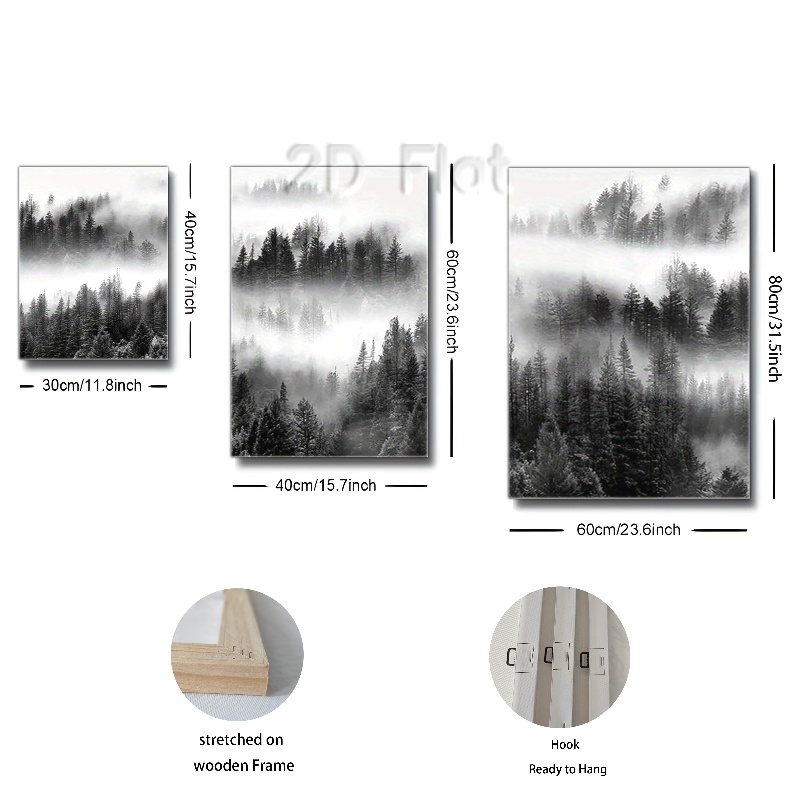 2D Flat
40cm/15.7inch
30cm/11.8inch
60cm/23.6inch
40cm/15.7inch
80cm/31.5inch
60cm/23.6inch
stretched on
wooden Frame
Hook
Ready to Hang